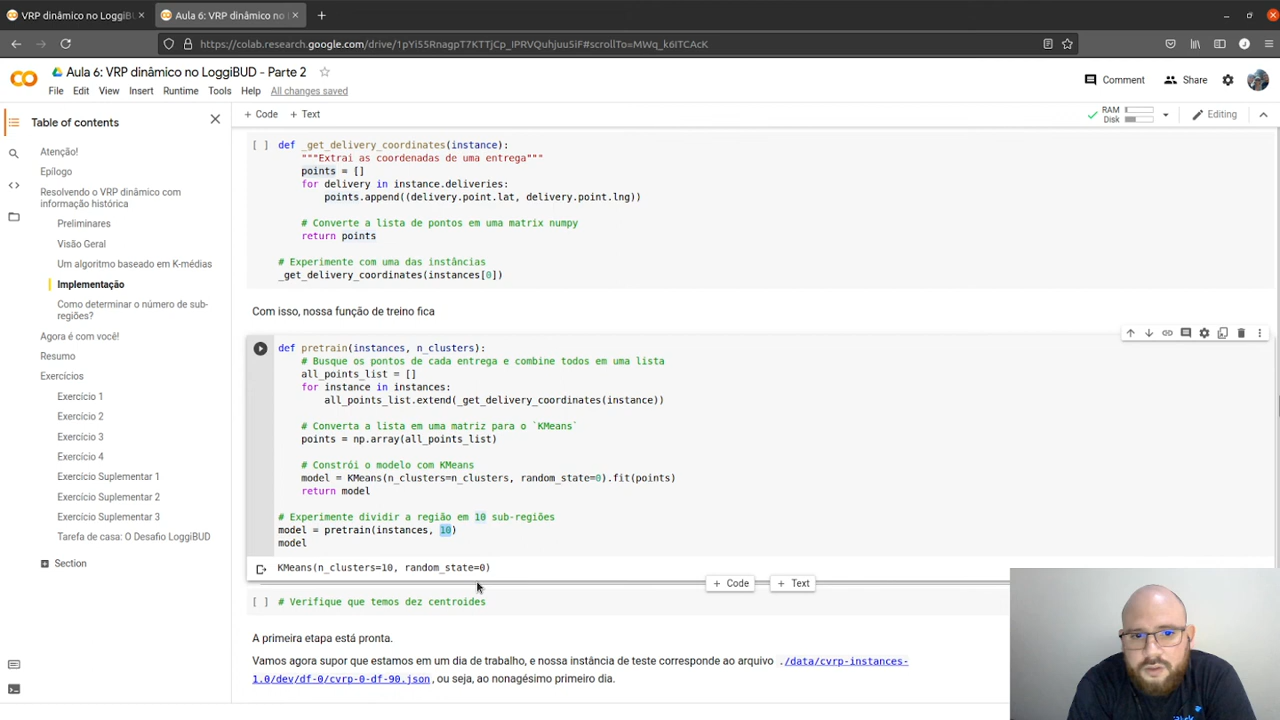 VRP dinâmico no LoggiBU
Aula 6: VRP dinâmico no
https://colab.research.google.com/drive/1pYi55RnagpT7KTTjCp_IPRVQuhjuu5iF#scrollTo=MWq_k6ITCAcK
Aula 6: VRP dinâmico no LoggiBUD - Parte 2
Comment
Share
File Edit View Insert Runtime Tools Help All changes saved
Table of contents
+ Code + Text
RAM
Disk
Editing
Atenção!
Epílogo
Resolvendo o VRP dinâmico com
informação histórica
Preliminares
Visão Geral
Um algoritmo baseado em K-médias
Implementação
Como determinar o número de sub-
regiões?
Agora é com você!
Resumo
Exercícios
Exercício 1
Exercício 2
Exercício 3
Exercício 4
Exercício Suplementar 1
Exercício Suplementar 2
Exercício Suplementar 3
Tarefa de casa: O Desafio LoggiBUD
Section
[ ] def _get_delivery_coordinates(instance):
"""Extrai as coordenadas de uma entrega"""
points = []
for delivery in instance.deliveries:
points.append((delivery.point.lat, delivery.point.lng))
# Converte a lista de pontos em uma matrix numpy
return points
# Experimente com uma das instâncias
_get_delivery_coordinates(instances[0])
Com isso, nossa função de treino fica
def pretrain(instances, n_clusters):
# Busque os pontos de cada entrega e combine todos em uma lista
all_points_list = []
for instance in instances:
all_points_list.extend(_get_delivery_coordinates(instance))
# Converta a lista em uma matriz para o `KMeans`
points = np.array(all_points_list)
# Constrói o modelo com KMeans
model = KMeans(n_clusters=n_clusters, random_state=0).fit(points)
return model
# Experimente dividir a região em 10 sub-regiões
model = pretrain(instances, 10)
model
KMeans(n_clusters=10, random_state=0)
+ Code + Text
[ ] # Verifique que temos dez centroides
A primeira etapa está pronta.
Vamos agora supor que estamos em um dia de trabalho, e nossa instância de teste corresponde ao arquivo ./data/cvrp-instances-
1.0/dev/df-0/cvrp-0-df-90.json, ou seja, ao nonagésimo primeiro dia.